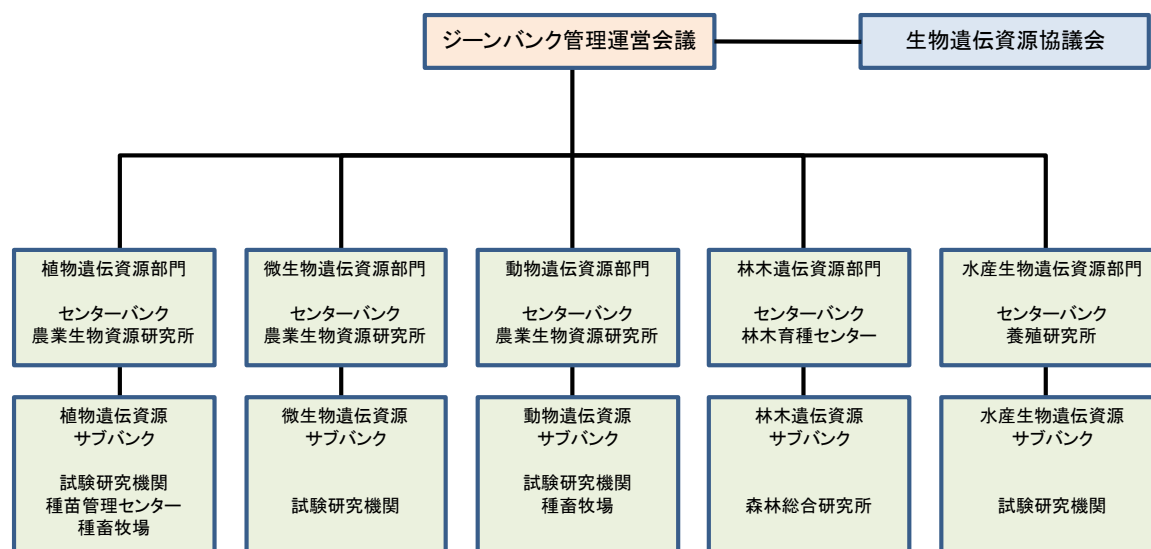 ジーンバンク管理運営会議
生物遺伝資源協議会
植物遺伝資源部門
センターバンク
農業生物資源研究所
微生物遺伝資源部門
センターバンク
農業生物資源研究所
動物遺伝資源部門
センターバンク
農業生物資源研究所
林木遺伝資源部門
センターバンク
林木育種センター
水産生物遺伝資源部門
センターバンク
養殖研究所
植物遺伝資源
サブバンク
試験研究機関
種苗管理センター
種畜牧場
微生物遺伝資源
サブバンク
試験研究機関
動物遺伝資源
サブバンク
試験研究機関
種畜牧場
林木遺伝資源
サブバンク
森林総合研究所
水産生物遺伝資源
サブバンク
試験研究機関